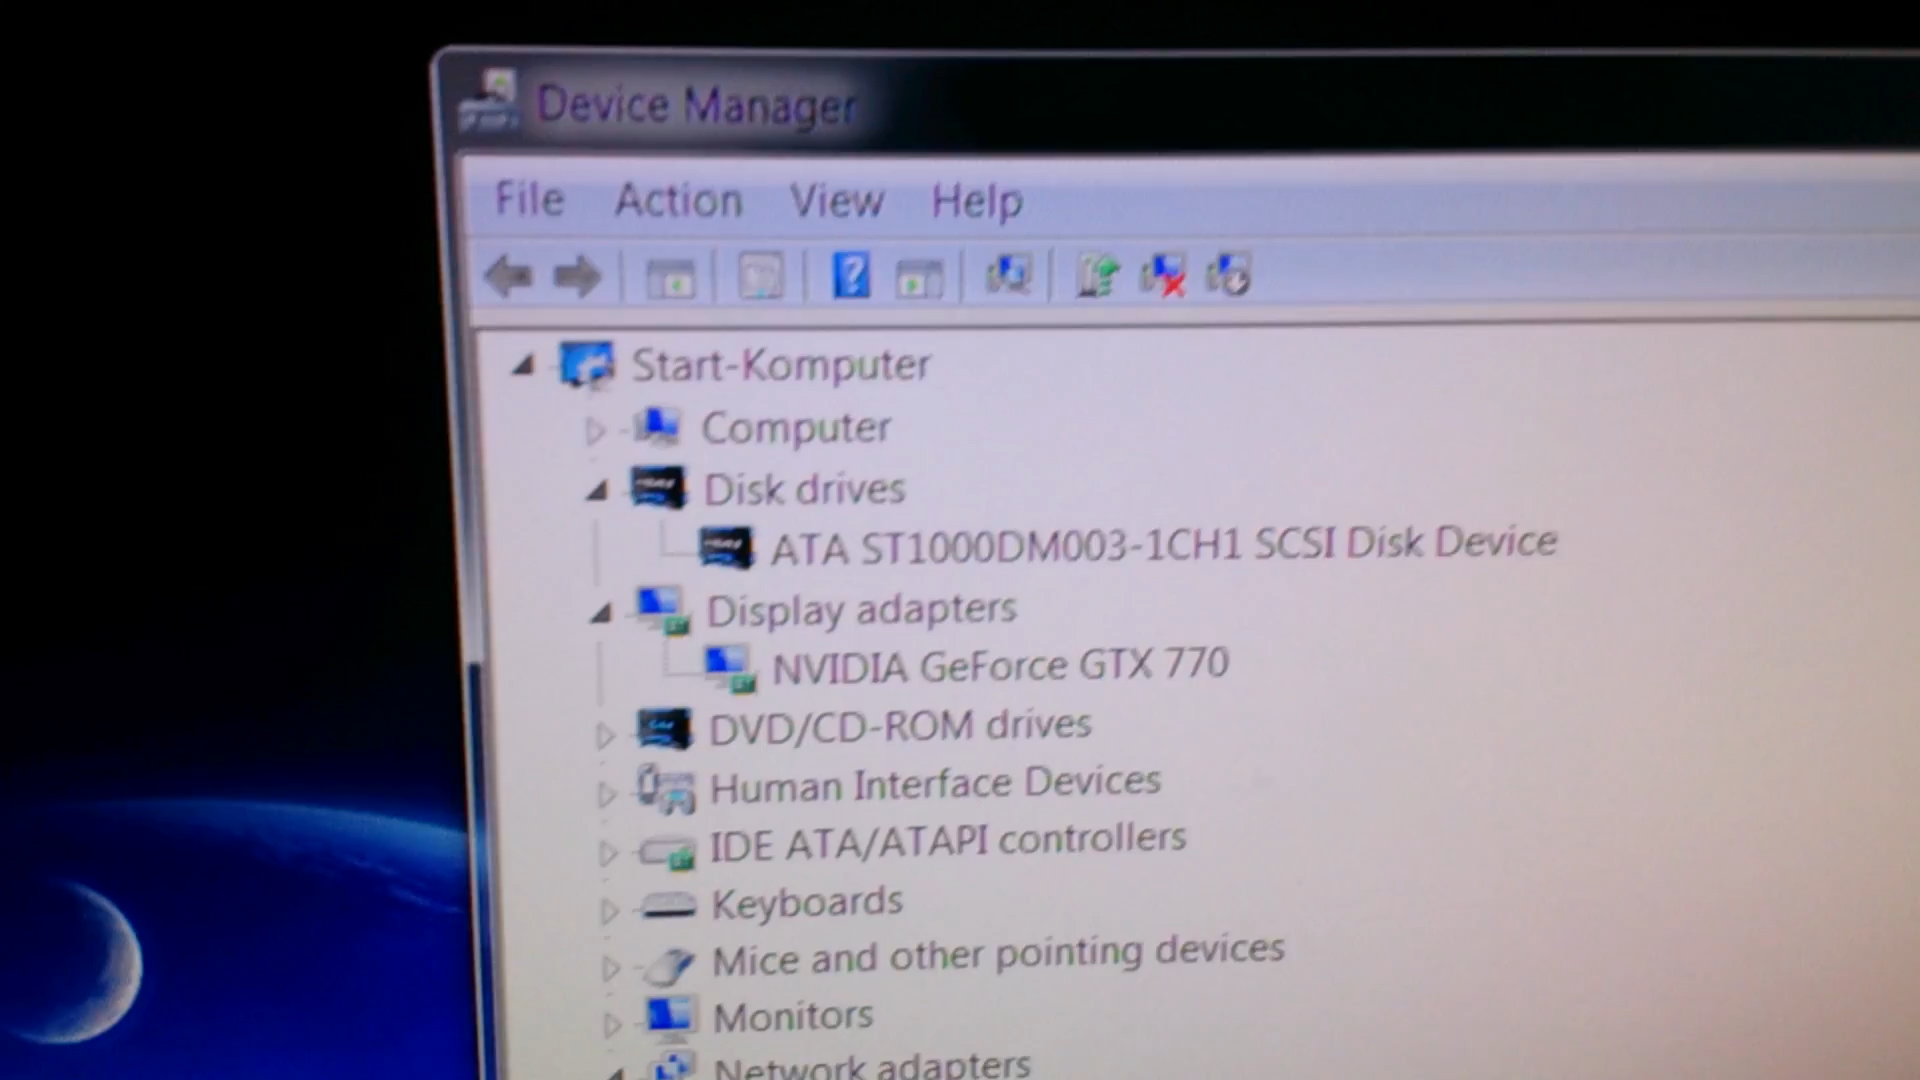 Device Manager
File Action View Help
Start-Komputer
Computer
Disk drives
ATA ST1000DM003-1CH1 SCSI Disk Device
Display adapters
NVIDIA GeForce GTX 770
DVD/CD-ROM drives
Human Interface Devices
IDE ATA/ATAPI controllers
Keyboards
Mice and other pointing devices
Monitors
Network adapters